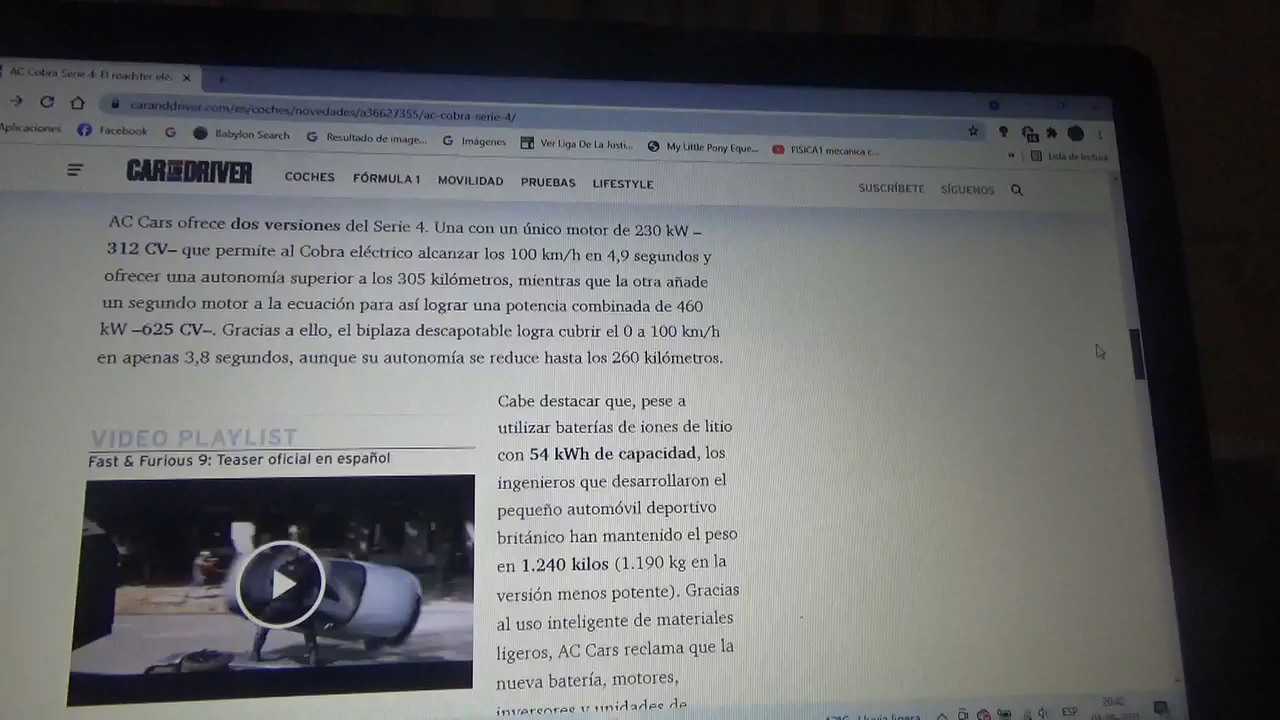 AC Cobra Serie 4: El roadster eléc
caranddriver.com/es/coches/novedades/a36627355/ac-cobra-serie-4/
Aplicaciones Facebook Babylon Search Resultado de image... Imágenes Ver Liga De La Justi... My Little Pony Eque... FISICA1 mecanica c... » Lista de lectura
CAR AND DRIVER COCHES FÓRMULA 1 MOVILIDAD PRUEBAS LIFESTYLE SUSCRÍBETE SÍGUENOS
AC Cars ofrece dos versiones del Serie 4. Una con un único motor de 230 kW –
312 CV– que permite al Cobra eléctrico alcanzar los 100 km/h en 4,9 segundos y
ofrecer una autonomía superior a los 305 kilómetros, mientras que la otra añade
un segundo motor a la ecuación para así lograr una potencia combinada de 460
kW –625 CV–. Gracias a ello, el biplaza descapotable logra cubrir el 0 a 100 km/h
en apenas 3,8 segundos, aunque su autonomía se reduce hasta los 260 kilómetros.
VIDEO PLAYLIST
Fast & Furious 9: Teaser oficial en español
Cabe destacar que, pese a
utilizar baterías de iones de litio
con 54 kWh de capacidad, los
ingenieros que desarrollaron el
pequeño automóvil deportivo
británico han mantenido el peso
en 1.240 kilos (1.190 kg en la
versión menos potente). Gracias
al uso inteligente de materiales
ligeros, AC Cars reclama que la
nueva batería, motores,
inversores y unidades de
12°C Lluvia ligera ESP 20:42